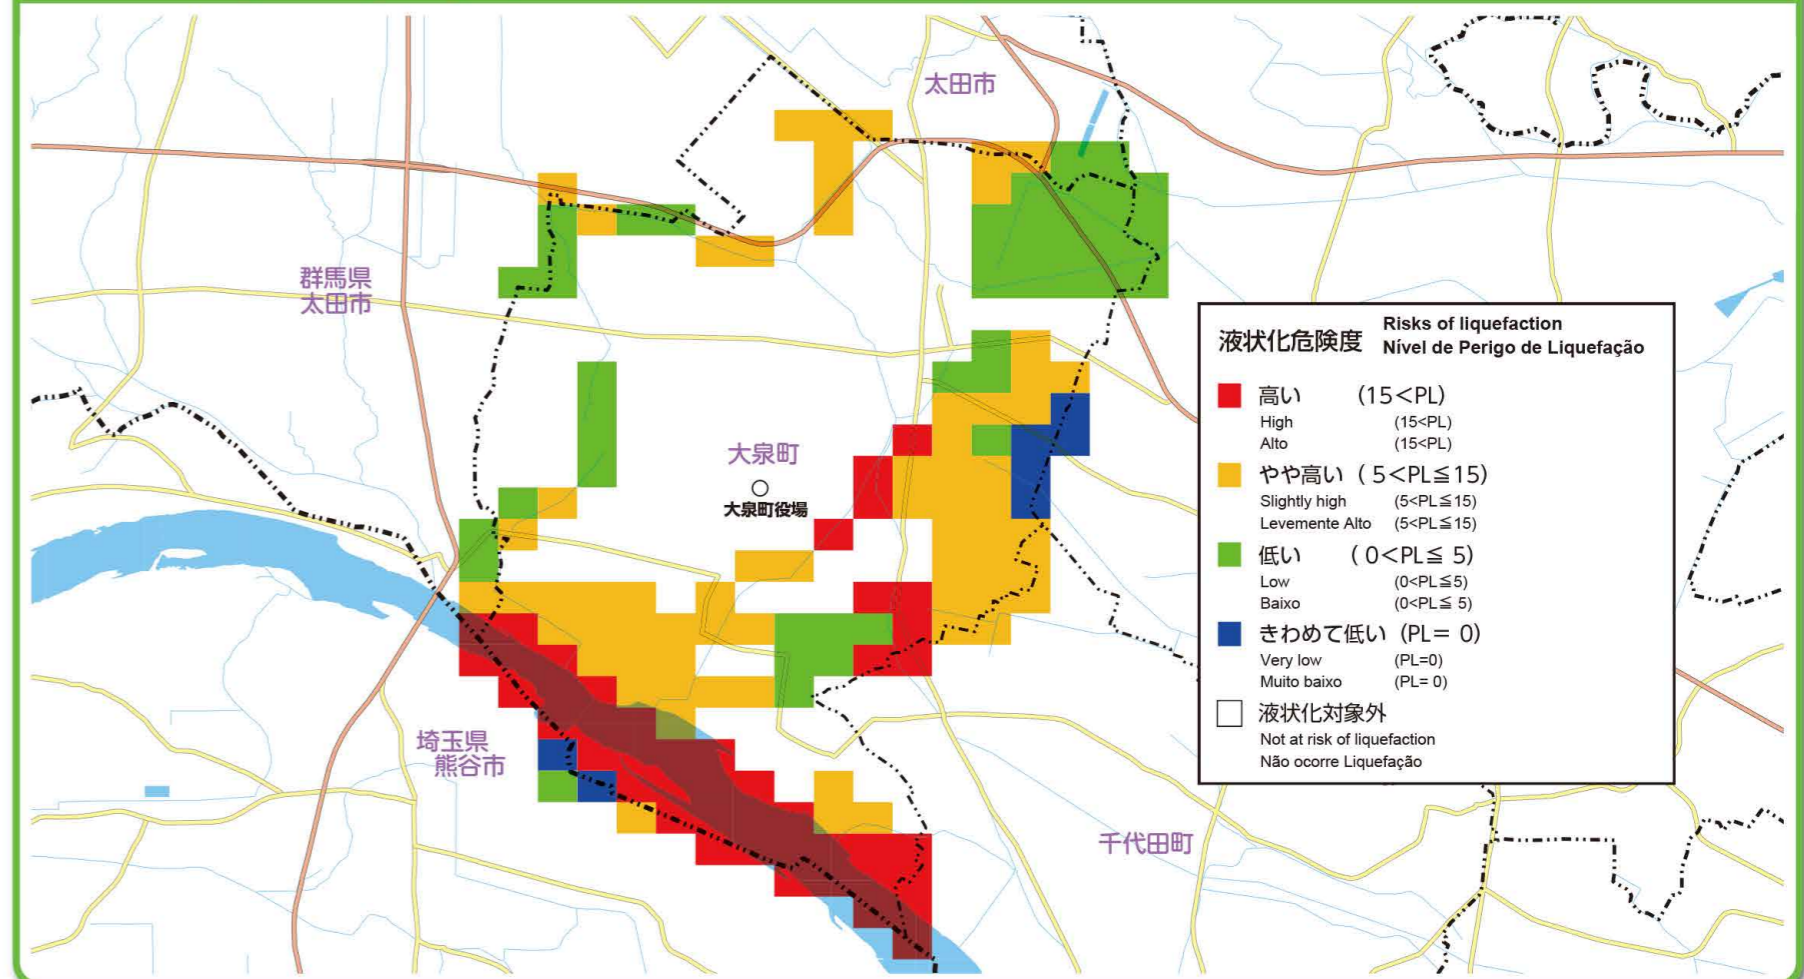 太田市
群馬県
太田市
大泉町
大泉町役場
埼玉県
熊谷市
千代田町
液状化危険度
Risks of liquefaction
Nível de Perigo de Liquefação
高い (15<PL)
High (15<PL)
Alto (15<PL)
やや高い ( 5<PL≦15)
Slightly high (5<PL≦15)
Levemente Alto (5<PL≦15)
低い ( 0<PL≦ 5)
Low (0<PL≦5)
Baixo (0<PL≦ 5)
きわめて低い (PL= 0)
Very low (PL=0)
Muito baixo (PL= 0)
液状化対象外
Not at risk of liquefaction
Não ocorre Liquefação